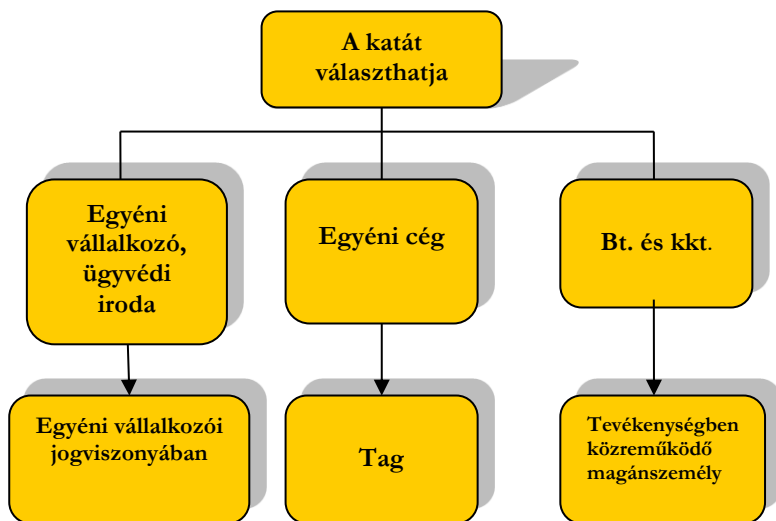 A katát
választhatja
Egyéni
vállalkozó,
ügyvédi
iroda
Egyéni cég
Bt. és kkt.
Egyéni vállalkozói
jogviszonyában
Tag
Tevékenységben
közreműködő
magánszemély